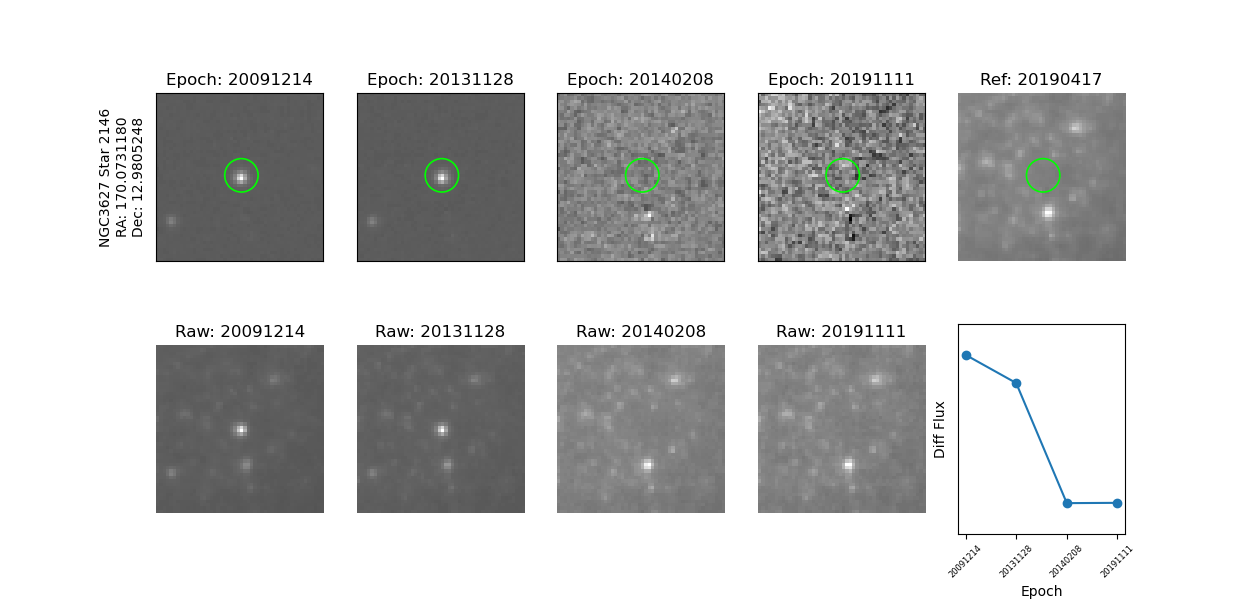 NGC3627 Star 2146
RA: 170.0731180
Dec: 12.9805248
Epoch: 20091214
Epoch: 20131128
Epoch: 20140208
Epoch: 20191111
Ref: 20190417
Raw: 20091214
Raw: 20131128
Raw: 20140208
Raw: 20191111
Diff Flux
20091214
20131128
20140208
20191111
Epoch